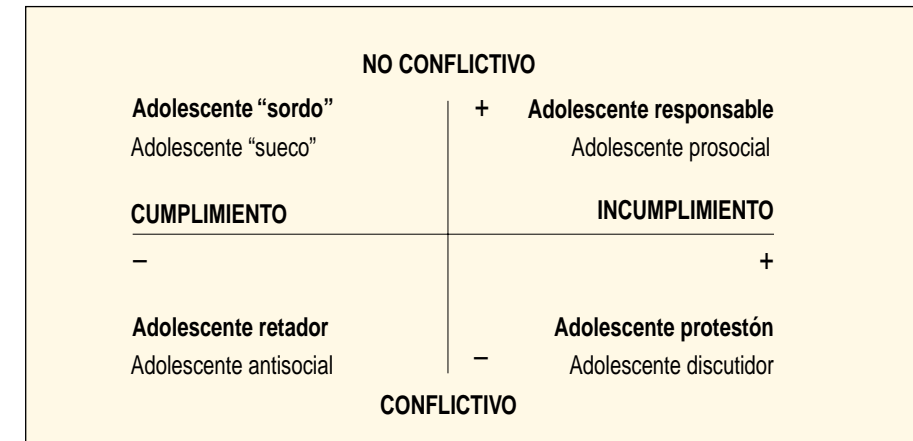 NO CONFLICTIVO
Adolescente “sordo” + Adolescente responsable
Adolescente “sueco” Adolescente prosocial
CUMPLIMIENTO INCUMPLIMIENTO
– +
Adolescente retador Adolescente protestón
Adolescente antisocial – Adolescente discutidor
CONFLICTIVO